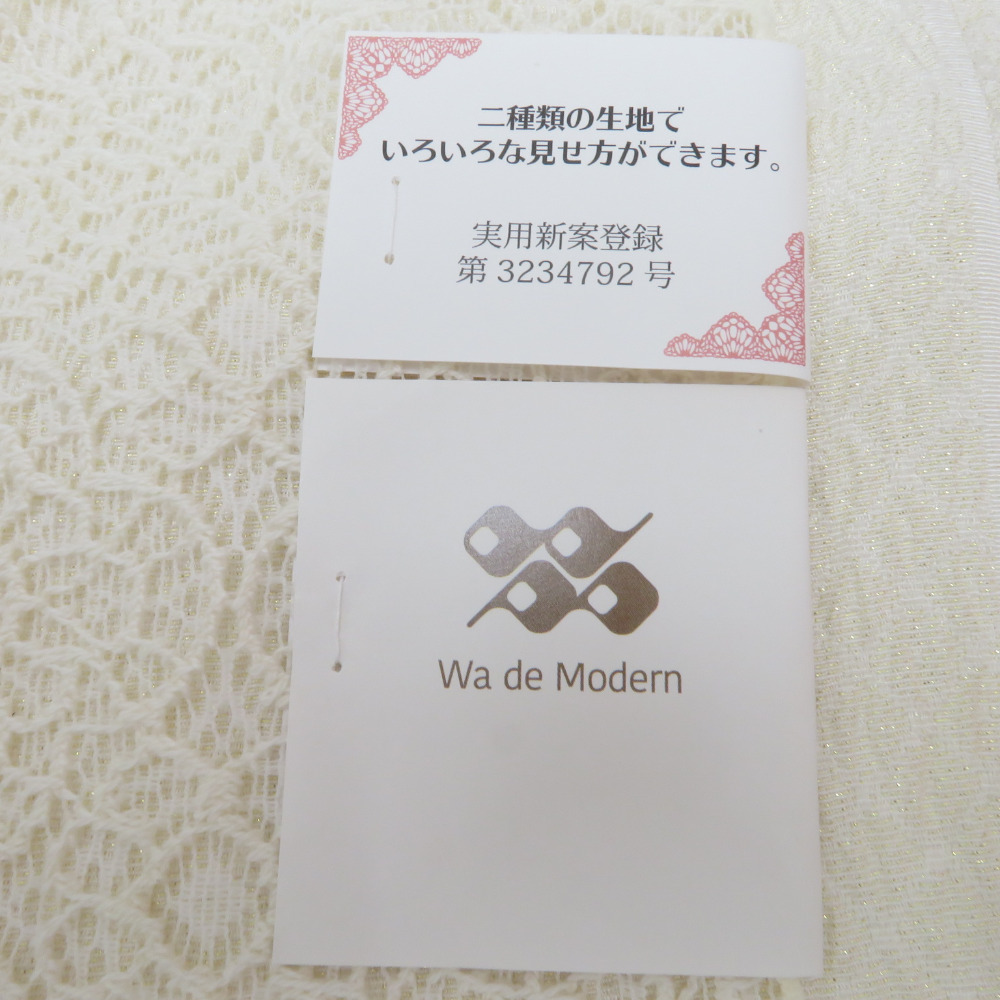 二種類の生地で
いろいろな見せ方ができます。
実用新案登録
第 3234792 号
Wa de Modern